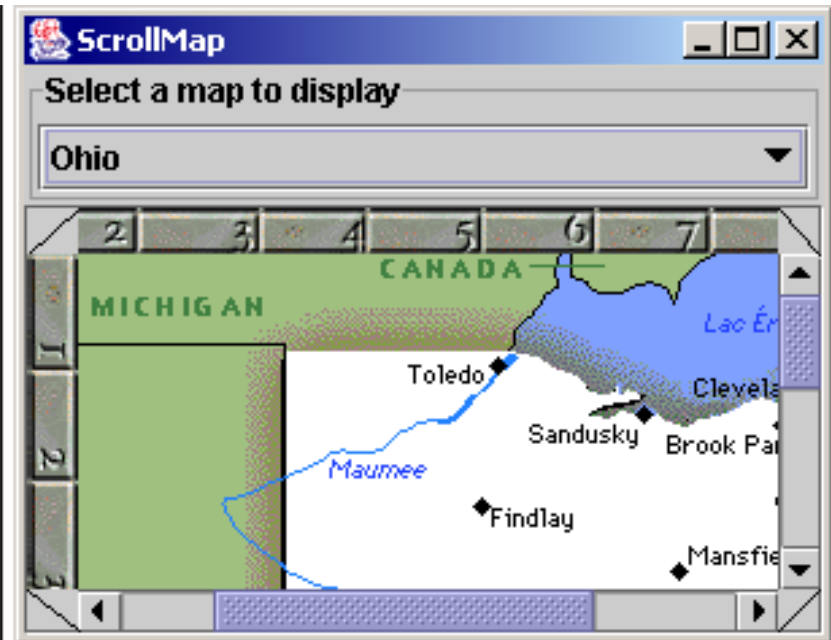 ScrollMap
Select a map to display
Ohio
2 3 4 5 6 7
CANADA
MICHIGAN
Lac Ér
1
Toledo
Clevela
Sandusky
Brook Pa
2
Maumee
Findlay
Mansfie
3